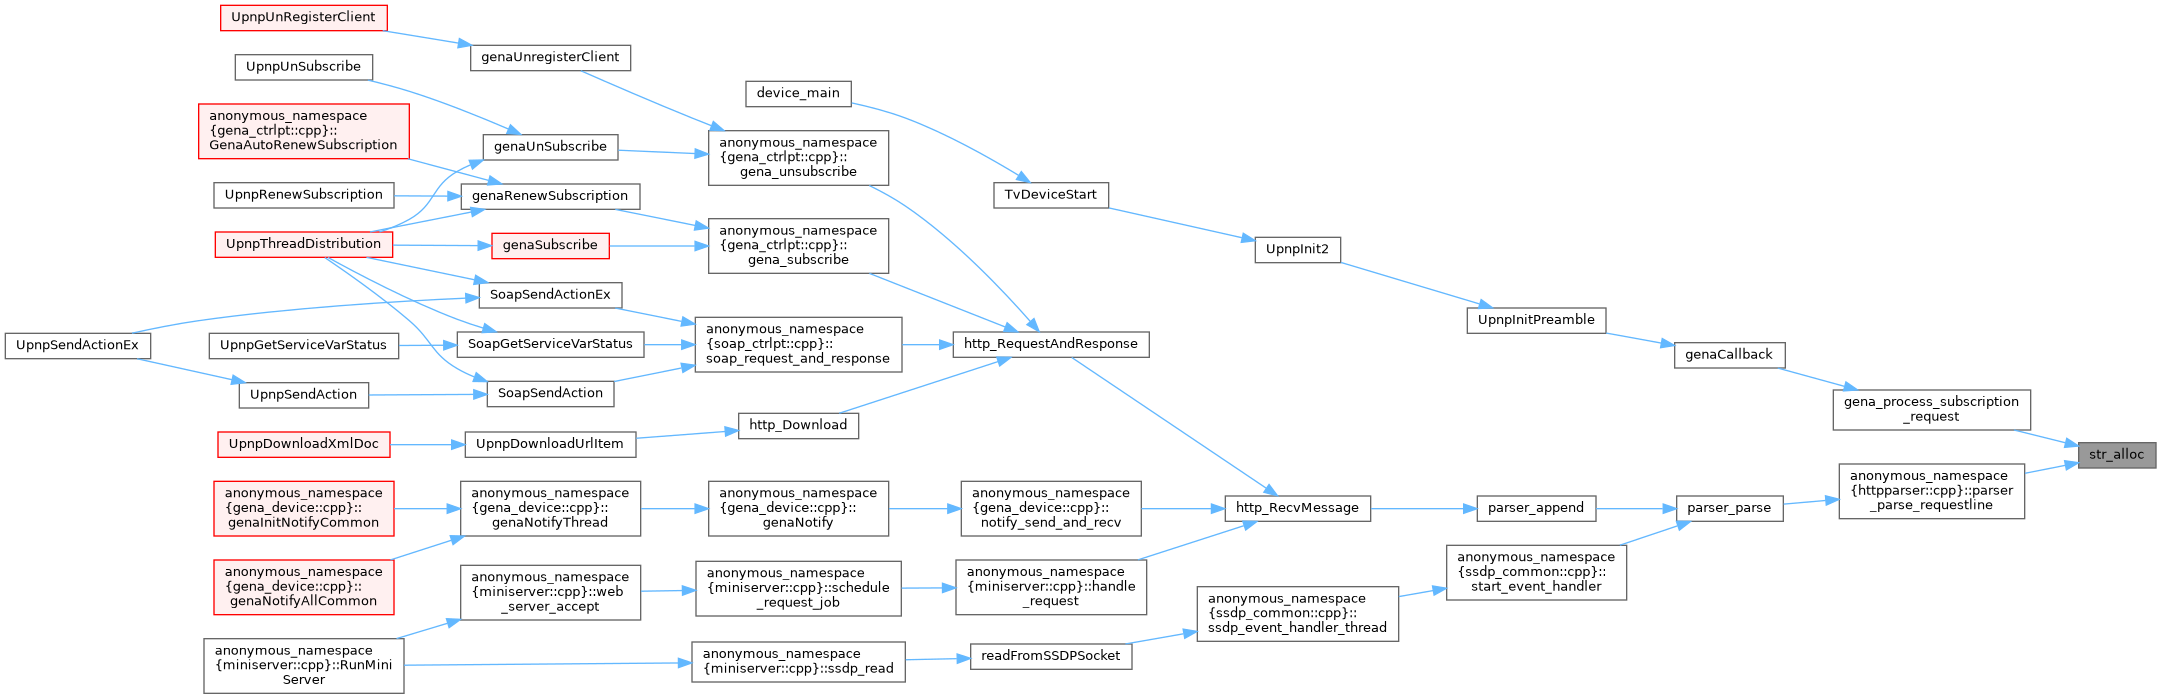 UpnpUnRegisterClient
genaUnregisterClient
UpnpUnSubscribe
device_main
anonymous_namespace
{gena_ctrlpt::cpp}::
GenaAutoRenewSubscription
genaUnSubscribe
anonymous_namespace
{gena_ctrlpt::cpp}::
gena_unsubscribe
UpnpRenewSubscription
genaRenewSubscription
TvDeviceStart
UpnpThreadDistribution
genaSubscribe
anonymous_namespace
{gena_ctrlpt::cpp}::
gena_subscribe
UpnpInit2
SoapSendActionEx
UpnpInitPreamble
UpnpSendActionEx
UpnpGetServiceVarStatus
SoapGetServiceVarStatus
anonymous_namespace
{soap_ctrlpt::cpp}::
soap_request_and_response
http_RequestAndResponse
genaCallback
UpnpSendAction
SoapSendAction
gena_process_subscription
_request
http_Download
UpnpDownloadXmlDoc
UpnpDownloadUrlItem
str_alloc
anonymous_namespace
{httpparser::cpp}::parser
_parse_requestline
anonymous_namespace
{gena_device::cpp}::
genaInitNotifyCommon
anonymous_namespace
{gena_device::cpp}::
genaNotifyThread
anonymous_namespace
{gena_device::cpp}::
genaNotify
anonymous_namespace
{gena_device::cpp}::
notify_send_and_recv
http_RecvMessage
parser_append
parser_parse
anonymous_namespace
{gena_device::cpp}::
genaNotifyAllCommon
anonymous_namespace
{miniserver::cpp}::web
_server_accept
anonymous_namespace
{miniserver::cpp}::schedule
_request_job
anonymous_namespace
{miniserver::cpp}::handle
_request
anonymous_namespace
{ssdp_common::cpp}::
start_event_handler
anonymous_namespace
{ssdp_common::cpp}::
ssdp_event_handler_thread
anonymous_namespace
{miniserver::cpp}::RunMini
Server
anonymous_namespace
{miniserver::cpp}::ssdp_read
readFromSSDPSocket